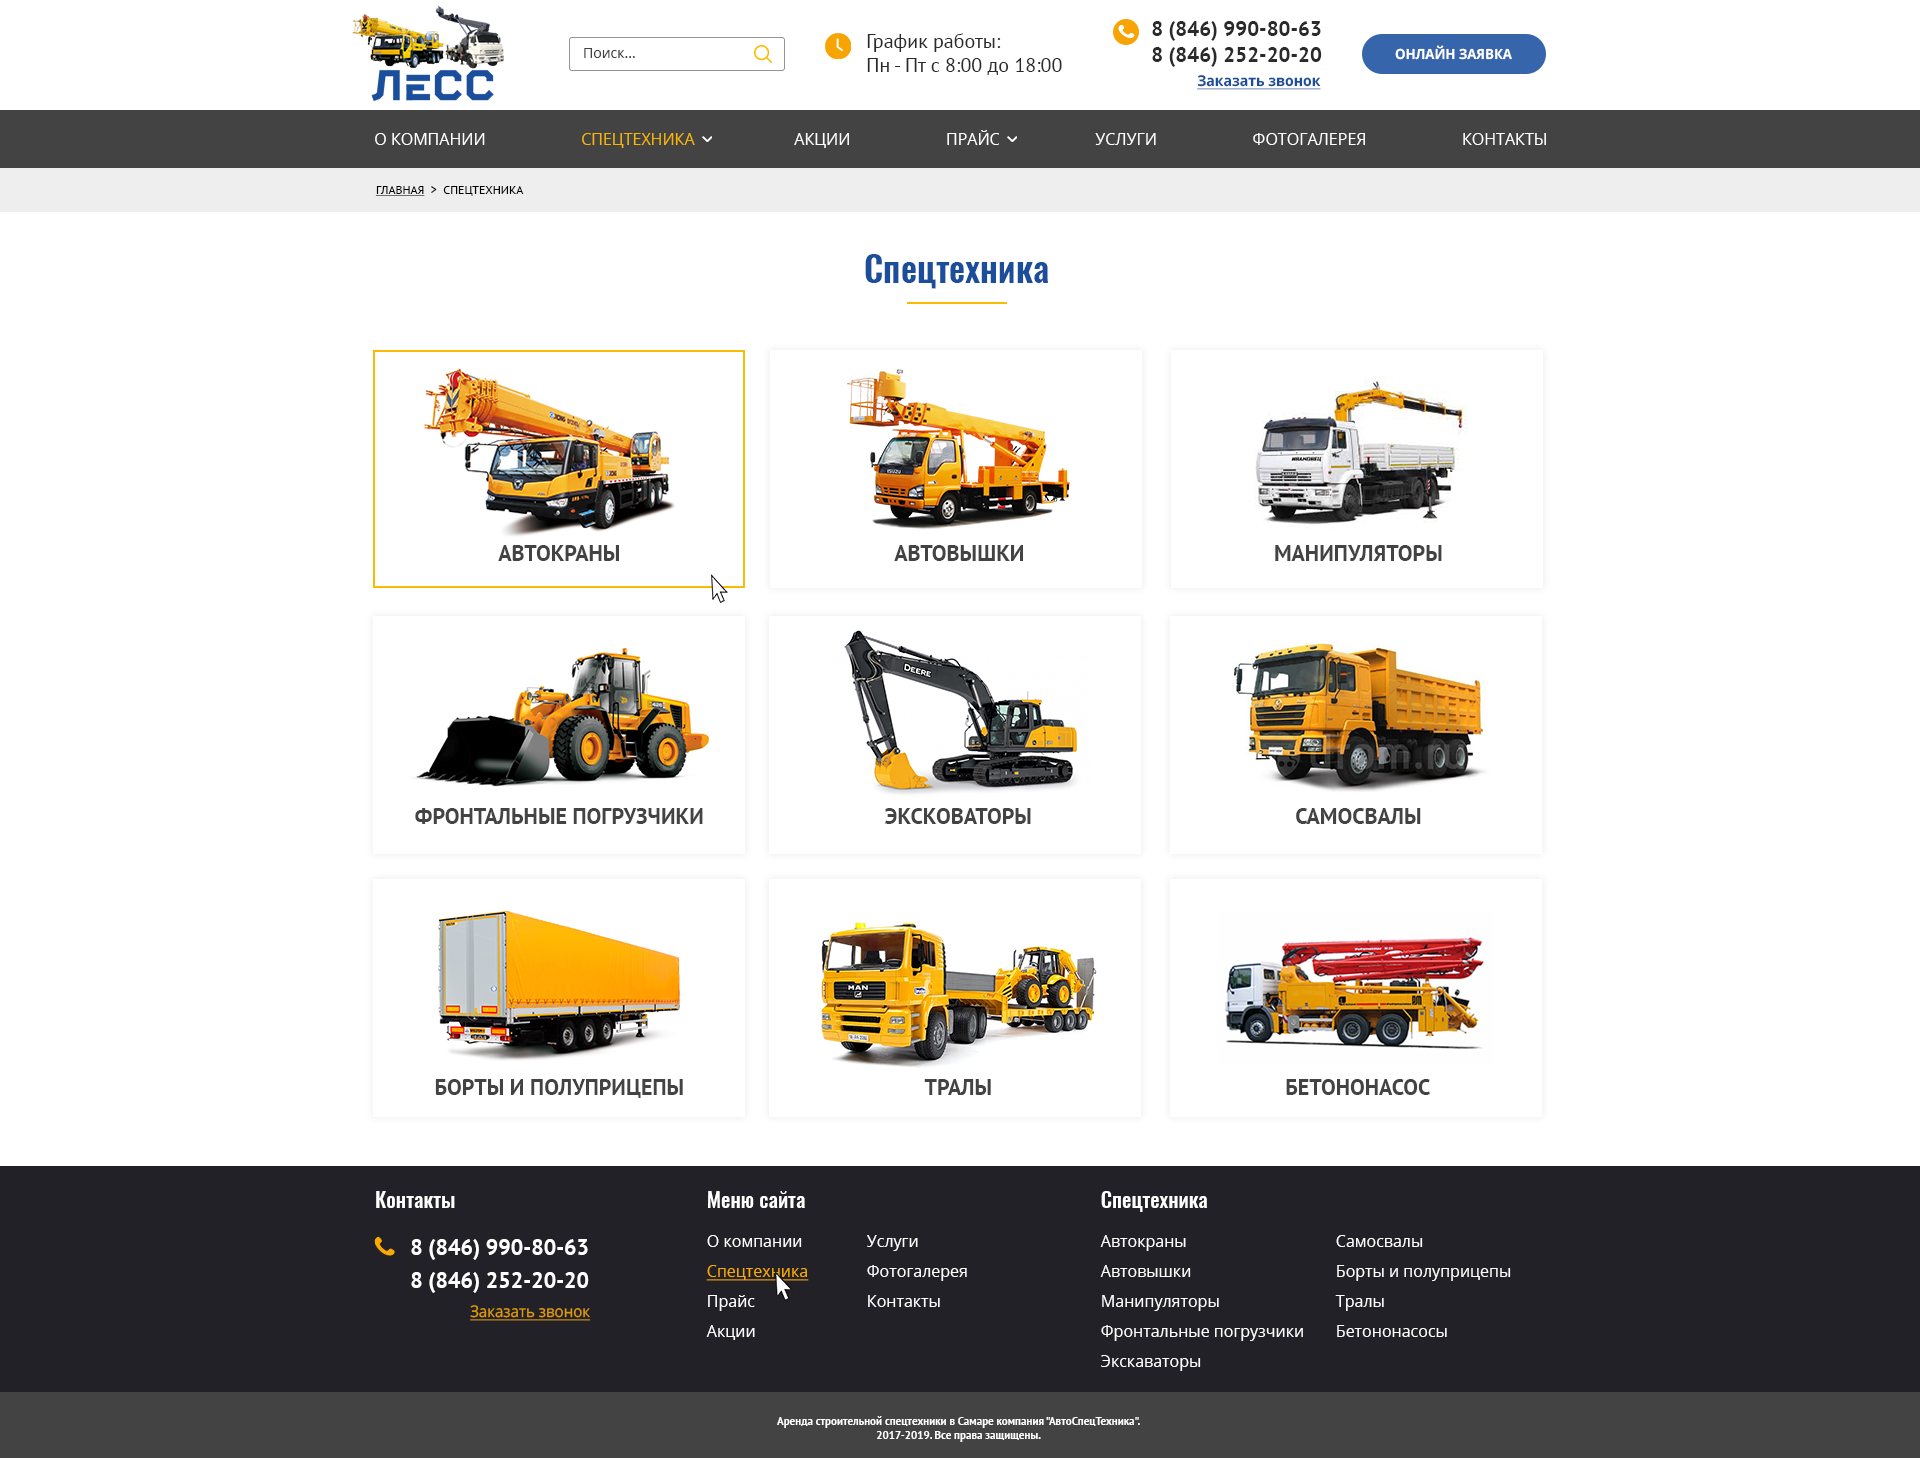 ЛЕСС
Поиск...
График работы:
Пн - Пт с 8:00 до 18:00
8 (846) 990-80-63
8 (846) 252-20-20
Заказать звонок
ОНЛАЙН ЗАЯВКА
О КОМПАНИИ СПЕЦТЕХНИКА АКЦИИ ПРАЙС УСЛУГИ ФОТОГАЛЕРЕЯ КОНТАКТЫ
ГЛАВНАЯ > СПЕЦТЕХНИКА
Спецтехника
АВТОКРАНЫ
ISUZU
АВТОВЫШКИ
ИВАНОВЕЦ
МАНИПУЛЯТОРЫ
ФРОНТАЛЬНЫЕ ПОГРУЗЧИКИ
DEERE
ЭКСКОВАТОРЫ
САМОСВАЛЫ
БОРТЫ И ПОЛУПРИЦЕПЫ
MAN
ТРАЛЫ
БЕТОНОНАСОС
Контакты
8 (846) 990-80-63
8 (846) 252-20-20
Заказать звонок
Меню сайта
О компании
Спецтехника
Прайс
Акции
Услуги
Фотогалерея
Контакты
Спецтехника
Автокраны
Автовышки
Манипуляторы
Фронтальные погрузчики
Экскаваторы
Самосвалы
Борты и полуприцепы
Тралы
Бетононасосы
Аренда строительной спецтехники в Самаре компания "АвтоСпецТехника".
2017-2019. Все права защищены.